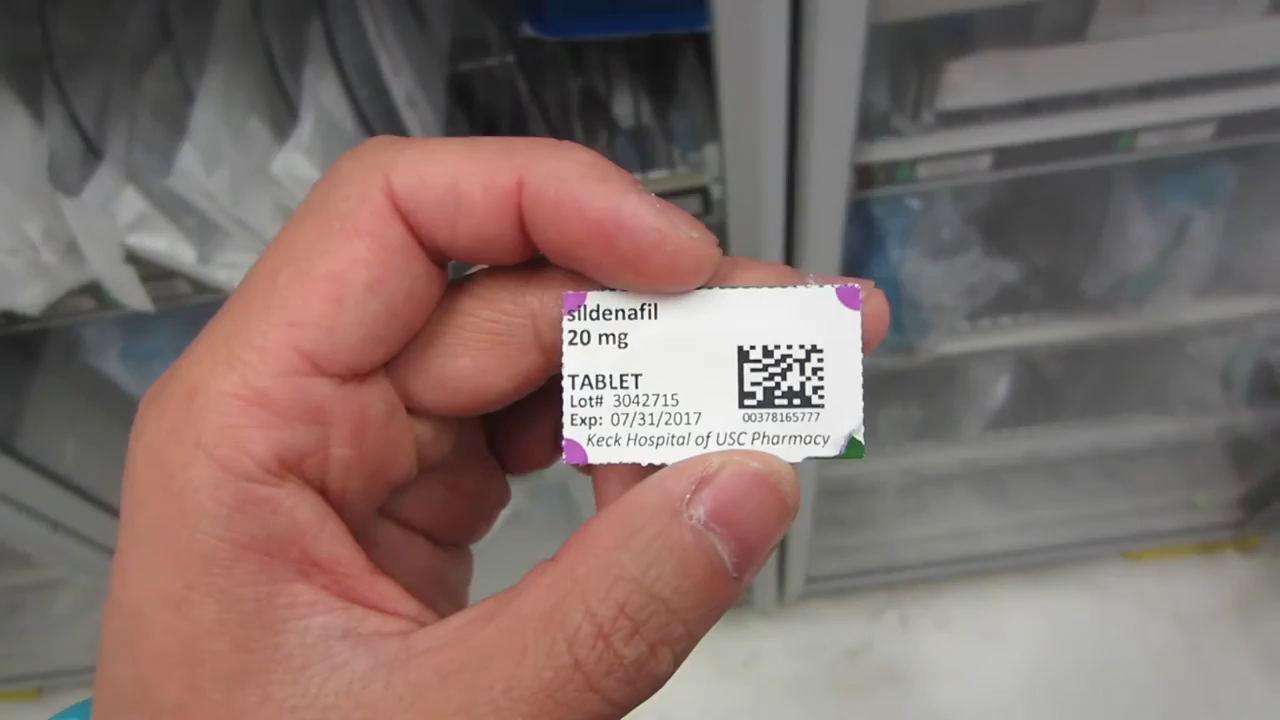 sildenafil
20 mg
TABLET
Lot# 3042715
Exp: 07/31/2017
00378165777
Keck Hospital of USC Pharmacy